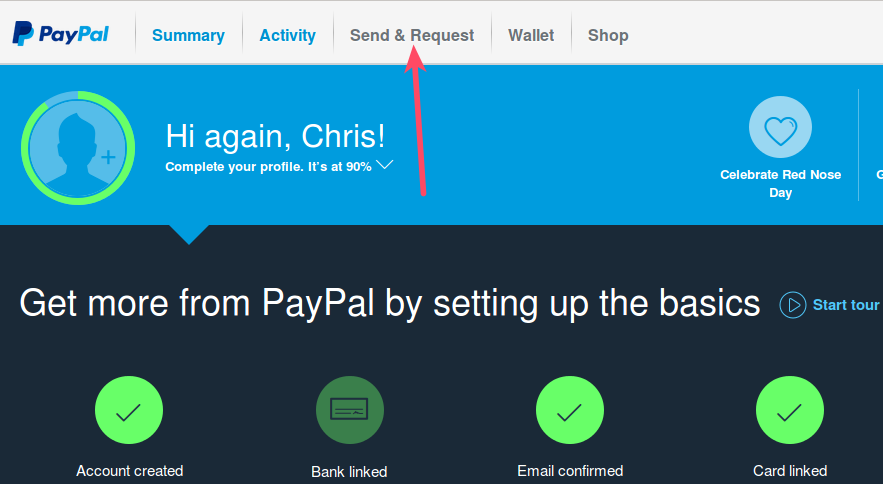 PayPal Summary Activity Send & Request Wallet Shop
Hi again, Chris!
Complete your profile. It's at 90%
Celebrate Red Nose
Day
Get more from PayPal by setting up the basics
Start tour
Account created
Bank linked
Email confirmed
Card linked